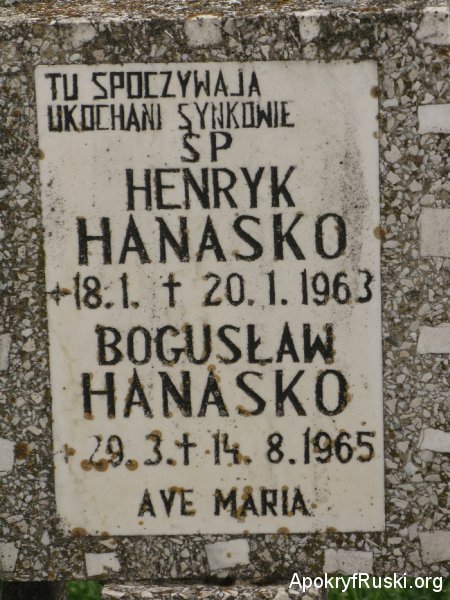 TU SPOCZYWAJA
UKOCHANI SYNKOWIE
ŚP
HENRYK
HANASKO
+18.1. † 20.1.1963
BOGUSŁAW
HANASKO
+29.3. † 14.8.1965
AVE MARIA
ApokryfRuski.org